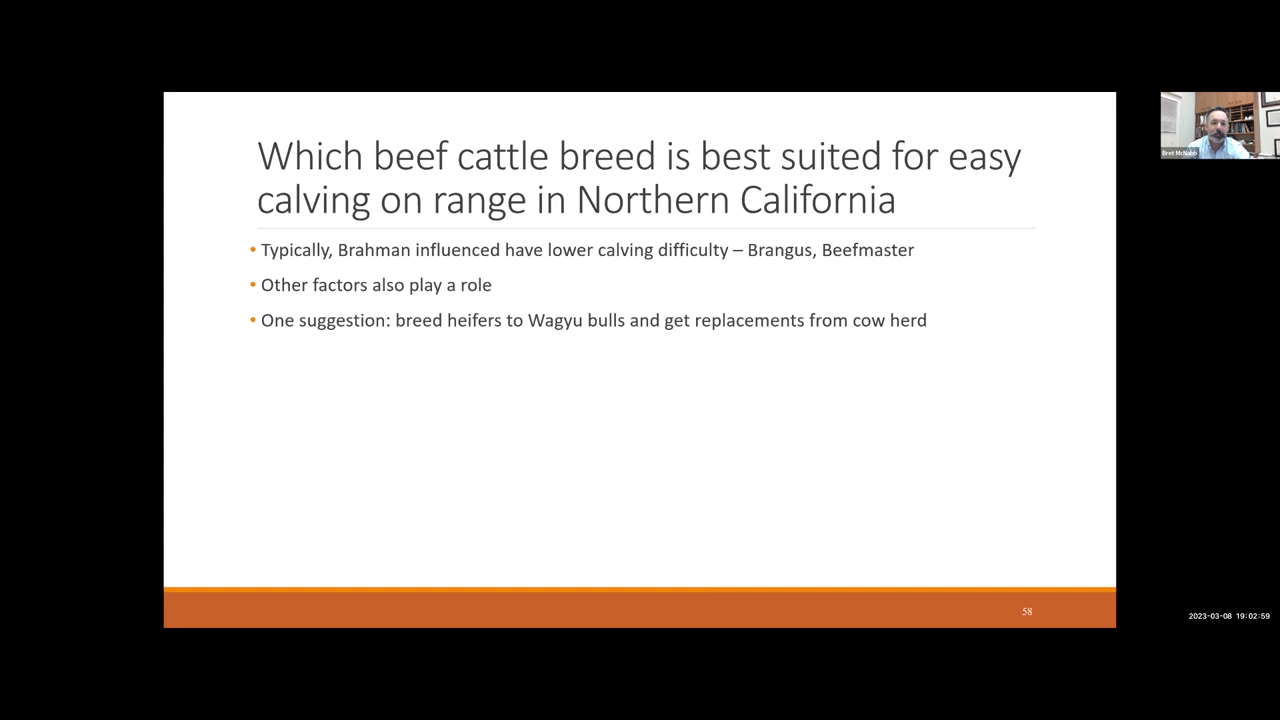 Which beef cattle breed is best suited for easy
calving on range in Northern California
• Typically, Brahman influenced have lower calving difficulty – Brangus, Beefmaster
• Other factors also play a role
• One suggestion: breed heifers to Wagyu bulls and get replacements from cow herd
58
Bret McNabb
2023-03-08 19:02:59